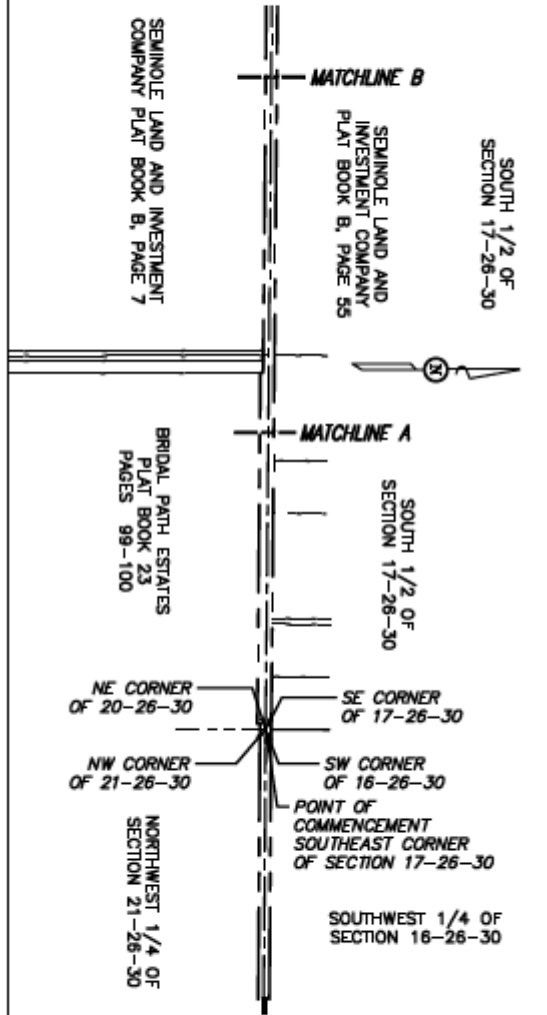 SOUTH 1/2 OF
SECTION 17-26-30
MATCHLINE B
SEMINOLE LAND AND
INVESTMENT COMPANY
PLAT BOOK B, PAGE 55
SEMINOLE LAND AND INVESTMENT
COMPANY PLAT BOOK B, PAGE 7
N
MATCHLINE A
SOUTH 1/2 OF
SECTION 17-26-30
BRIDAL PATH ESTATES
PLAT BOOK 23
PAGES 99-100
NE CORNER
OF 20-26-30
SE CORNER
OF 17-26-30
NW CORNER
OF 21-26-30
SW CORNER
OF 16-26-30
POINT OF
COMMENCEMENT
SOUTHEAST CORNER
OF SECTION 17-26-30
NORTHWEST 1/4 OF
SECTION 21-26-30
SOUTHWEST 1/4 OF
SECTION 16-26-30